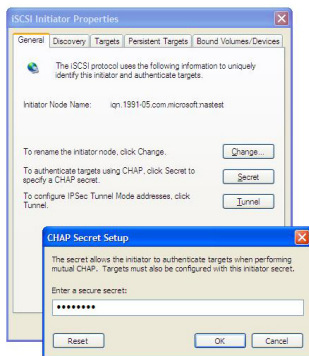 iSCSI Initiator Properties
General Discovery Targets Persistent Targets Bound Volumes/Devices
The iSCSI protocol uses the following information to uniquely
identify this initiator and authenticate targets.
Initiator Node Name: iqn.1991-05.com.microsoft:nastest
To rename the initiator node, click Change.
Change...
To authenticate targets using CHAP, click Secret to
specify a CHAP secret.
Secret
To configure IPSec Tunnel Mode addresses, click
Tunnel.
Tunnel
CHAP Secret Setup
The secret allows the initiator to authenticate targets when performing
mutual CHAP. Targets must also be configured with this initiator secret.
Enter a secure secret:
••••••••
Reset OK Cancel